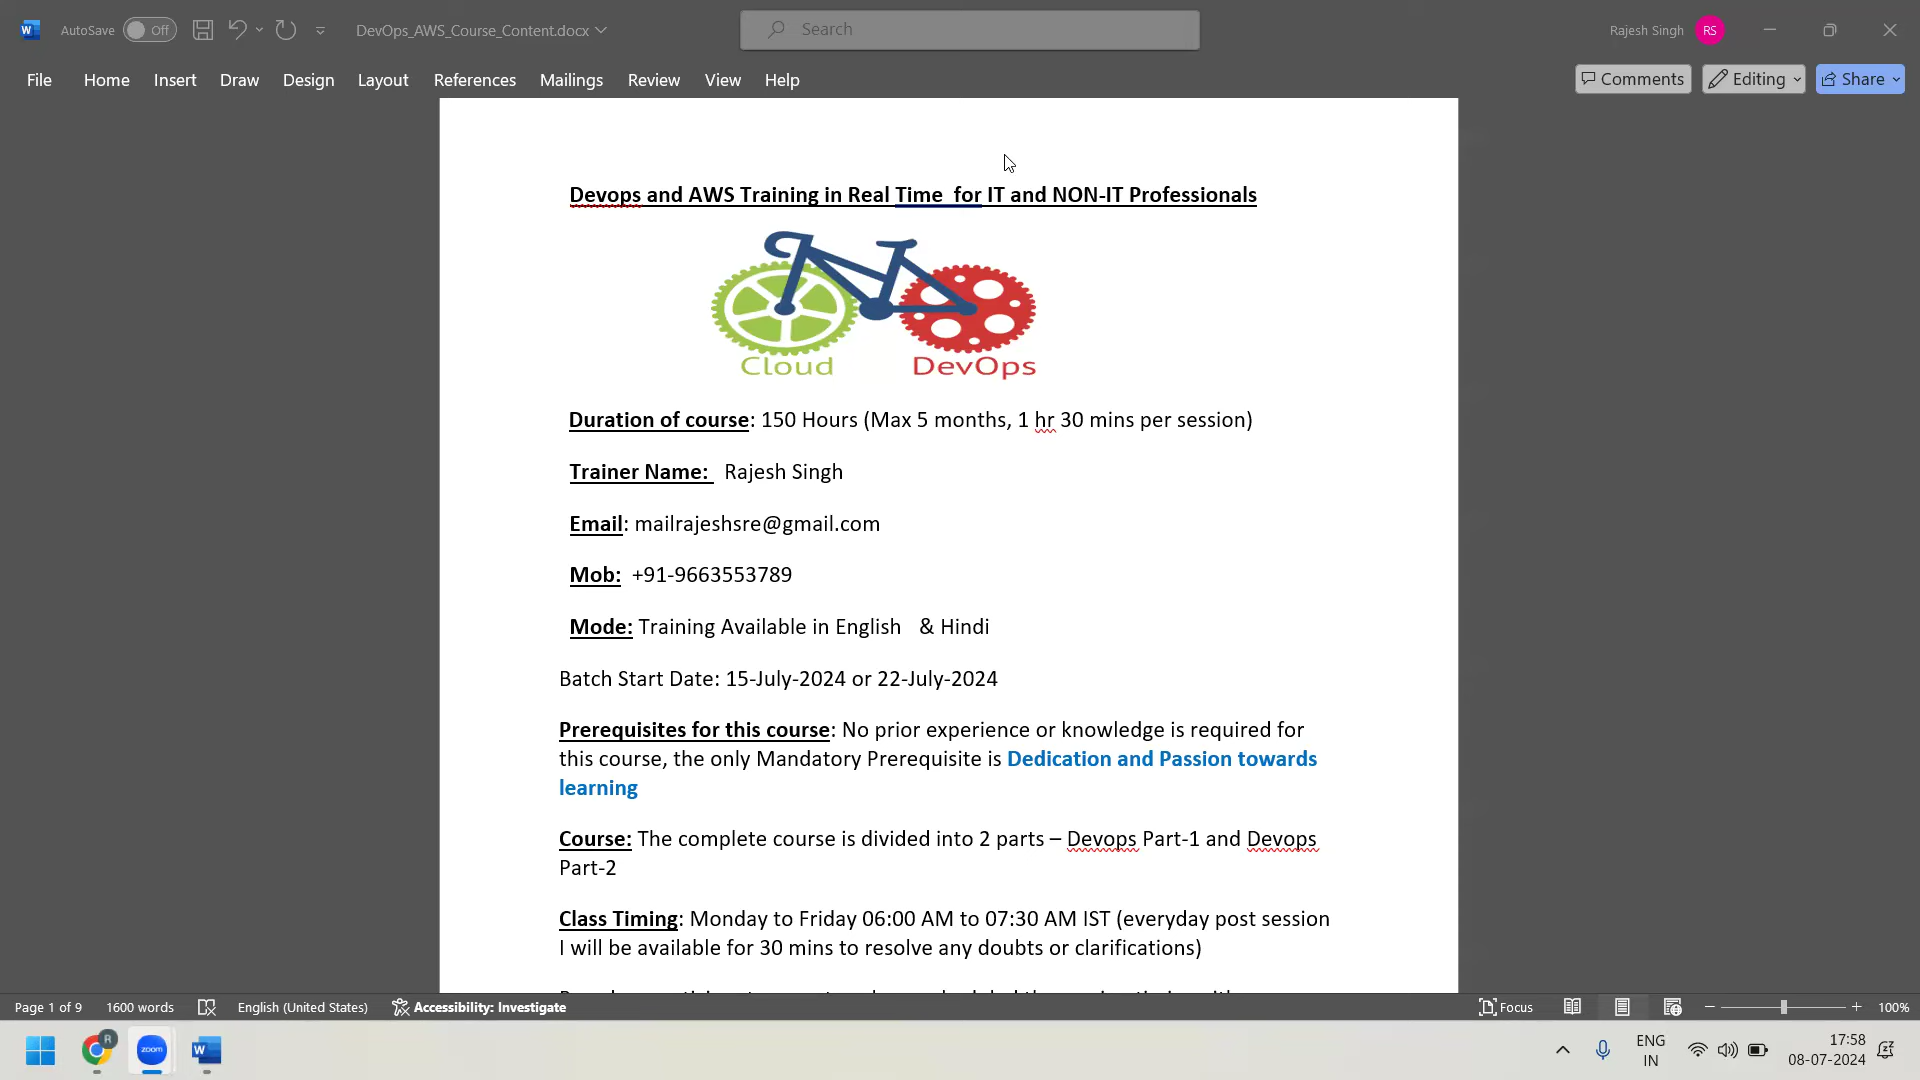 AutoSave Off DevOps_AWS_Course_Content.docx Search Rajesh Singh RS
File Home Insert Draw Design Layout References Mailings Review View Help Comments Editing Share
Devops and AWS Training in Real Time  for IT and NON-IT Professionals
Cloud DevOps
Duration of course: 150 Hours (Max 5 months, 1 hr 30 mins per session)
Trainer Name:   Rajesh Singh
Email: mailrajeshsre@gmail.com
Mob:  +91-9663553789
Mode: Training Available in English   & Hindi
Batch Start Date: 15-July-2024 or 22-July-2024
Prerequisites for this course: No prior experience or knowledge is required for
this course, the only Mandatory Prerequisite is Dedication and Passion towards
learning
Course: The complete course is divided into 2 parts – Devops Part-1 and Devops
Part-2
Class Timing: Monday to Friday 06:00 AM to 07:30 AM IST (everyday post session
I will be available for 30 mins to resolve any doubts or clarifications)
Page 1 of 9 1600 words English (United States) Accessibility: Investigate Focus 100%
R zoom W ENG 17:58
IN 08-07-2024